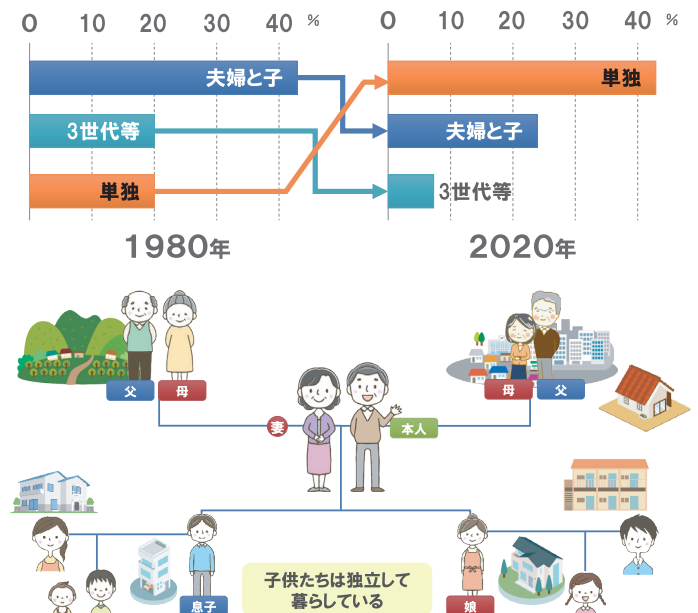 0 10 20 30 40 %
0 10 20 30 40 %
夫婦と子
単独
3世代等
夫婦と子
単独
3世代等
1980年
2020年
父
母
母
父
妻
本人
息子
子供たちは独立して
暮らしている
娘